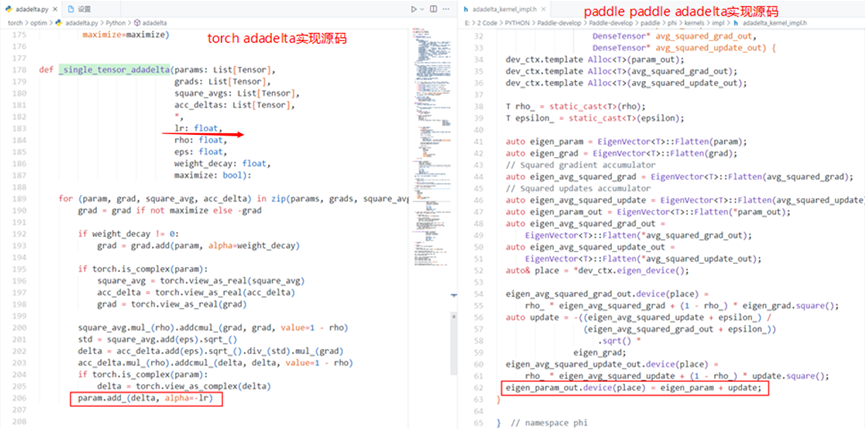 adadelta.py
设置
torch > optim > adadelta.py > Python > adadelta
torch adadelta实现源码
175 maximize=maximize)
176
177
178 def _single_tensor_adadelta(params: List[Tensor],
179 grads: List[Tensor],
180 square_avgs: List[Tensor],
181 acc_deltas: List[Tensor],
182 *,
183 lr: float,
184 rho: float,
185 eps: float,
186 weight_decay: float,
187 maximize: bool):
188
189 for (param, grad, square_avg, acc_delta) in zip(params, grads, square_avg
190 grad = grad if not maximize else -grad
191
192 if weight_decay != 0:
193 grad = grad.add(param, alpha=weight_decay)
194
195 if torch.is_complex(param):
196 square_avg = torch.view_as_real(square_avg)
197 acc_delta = torch.view_as_real(acc_delta)
198 grad = torch.view_as_real(grad)
199
200 square_avg.mul_(rho).addcmul_(grad, grad, value=1 - rho)
201 std = square_avg.add(eps).sqrt_()
202 delta = acc_delta.add(eps).sqrt_().div_(std).mul_(grad)
203 acc_delta.mul_(rho).addcmul_(delta, delta, value=1 - rho)
204 if torch.is_complex(param):
205 delta = torch.view_as_complex(delta)
206 param.add_(delta, alpha=-lr)
207
208
adadelta_kernel_impl.h
paddle paddle adadelta实现源码
E: > 2 Code > PYTHON > Paddle-develop > Paddle-develop > paddle > phi > kernels > impl > adadelta_kernel_impl.h
32 DenseTensor* avg_squared_grad_out,
33 DenseTensor* avg_squared_update_out) {
34 dev_ctx.template Alloc<T>(param_out);
35 dev_ctx.template Alloc<T>(avg_squared_grad_out);
36 dev_ctx.template Alloc<T>(avg_squared_update_out);
37
38 T rho_ = static_cast<T>(rho);
39 T epsilon_ = static_cast<T>(epsilon);
40
41 auto eigen_param = EigenVector<T>::Flatten(param);
42 auto eigen_grad = EigenVector<T>::Flatten(grad);
43 // Squared gradient accumulator
44 auto eigen_avg_squared_grad = EigenVector<T>::Flatten(avg_squared_grad);
45 // Squared updates accumulator
46 auto eigen_avg_squared_update = EigenVector<T>::Flatten(avg_squared_update)
47 auto eigen_param_out = EigenVector<T>::Flatten(*param_out);
48 auto eigen_avg_squared_grad_out =
49 EigenVector<T>::Flatten(*avg_squared_grad_out);
50 auto eigen_avg_squared_update_out =
51 EigenVector<T>::Flatten(*avg_squared_update_out);
52 auto& place = *dev_ctx.eigen_device();
53
54 eigen_avg_squared_grad_out.device(place) =
55 rho_ * eigen_avg_squared_grad + (1 - rho_) * eigen_grad.square();
56 auto update = -((eigen_avg_squared_update + epsilon_) /
57 (eigen_avg_squared_grad_out + epsilon_))
58 .sqrt() *
59 eigen_grad;
60 eigen_avg_squared_update_out.device(place) =
61 rho_ * eigen_avg_squared_update + (1 - rho_) * update.square();
62 eigen_param_out.device(place) = eigen_param + update;
63 }
64
65 } // namespace phi